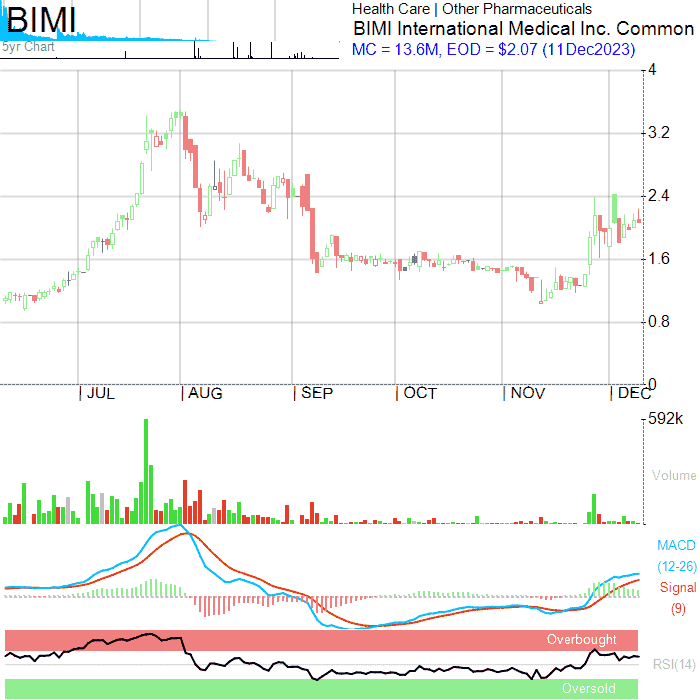 BIMI
5yr Chart
Health Care | Other Pharmaceuticals
BIMI International Medical Inc. Common
MC = 13.6M, EOD = $2.07 (11Dec2023)
4
3.2
2.4
1.6
0.8
0
JUL AUG SEP OCT NOV DEC
592k
Volume
MACD
(12-26)
Signal
(9)
Overbought
RSI(14)
Oversold